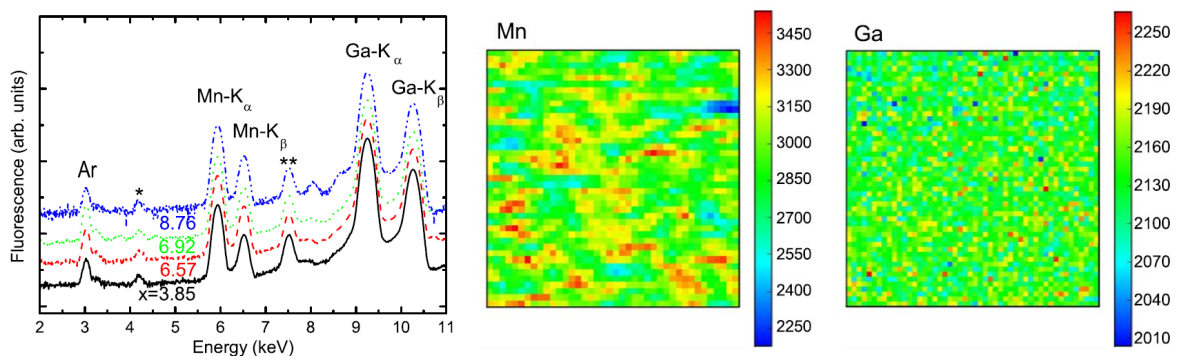 Fluorescence (arb. units)
Ga-Kα
Ga-Kβ
Mn-Kα
Mn-Kβ
**
Ar
*
8.76
6.92
6.57
x=3.85
2 3 4 5 6 7 8 9 10 11
Energy (keV)
Mn
3450
3300
3150
3000
2850
2700
2550
2400
2250
Ga
2250
2220
2190
2160
2130
2100
2070
2040
2010